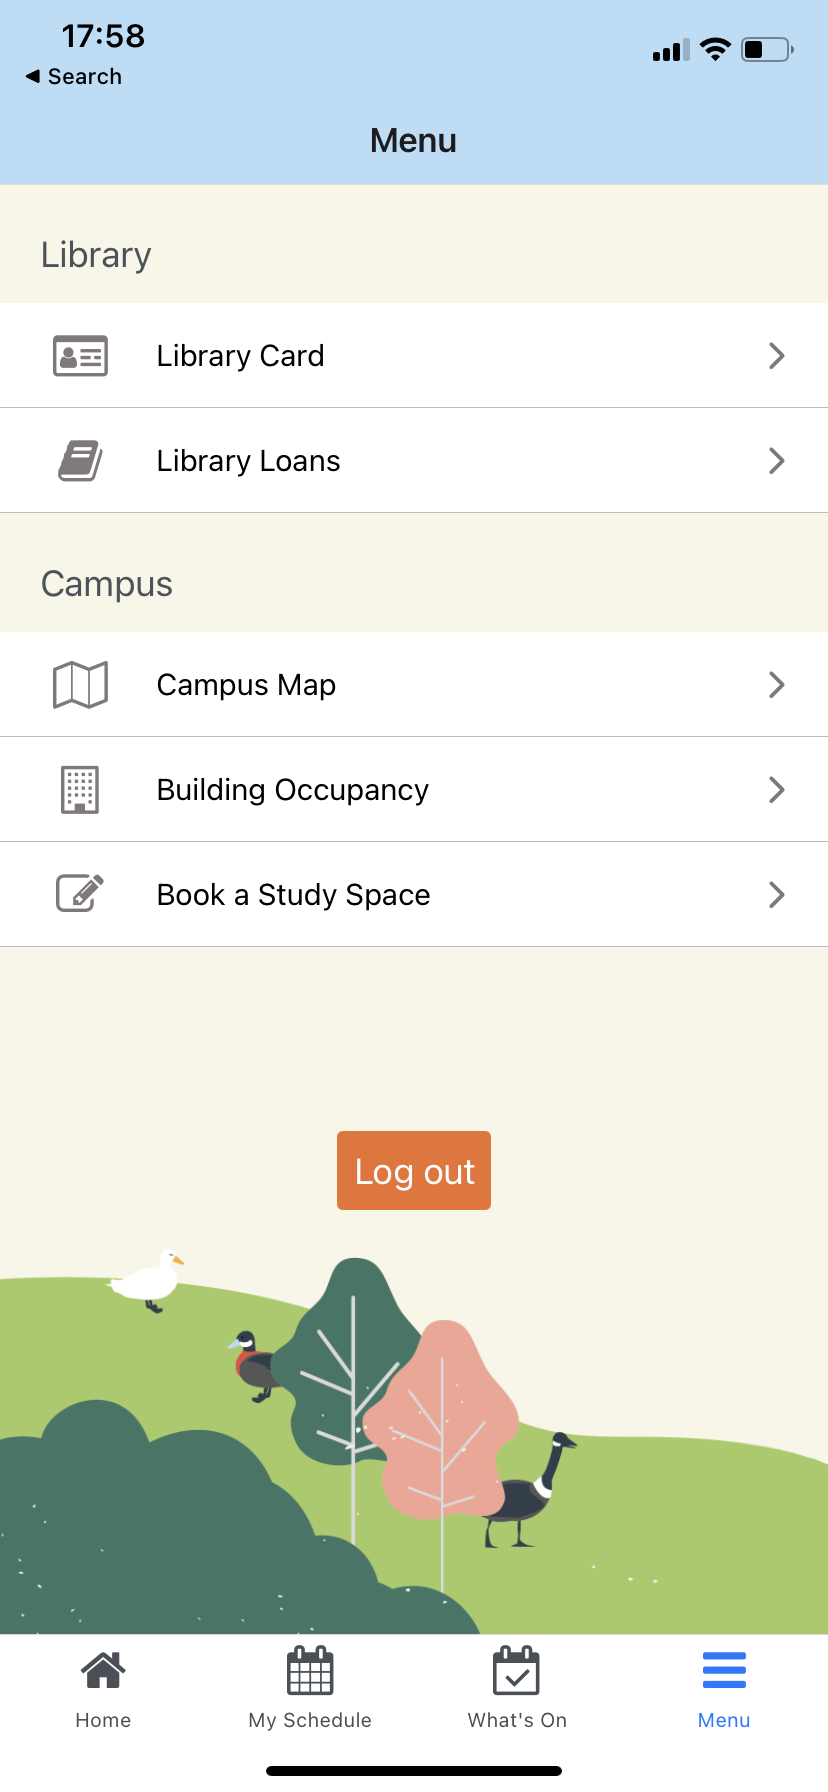 17:58
◀ Search
Menu
Library
Library Card
Library Loans
Campus
Campus Map
Building Occupancy
Book a Study Space
Log out
Home
My Schedule
What's On
Menu